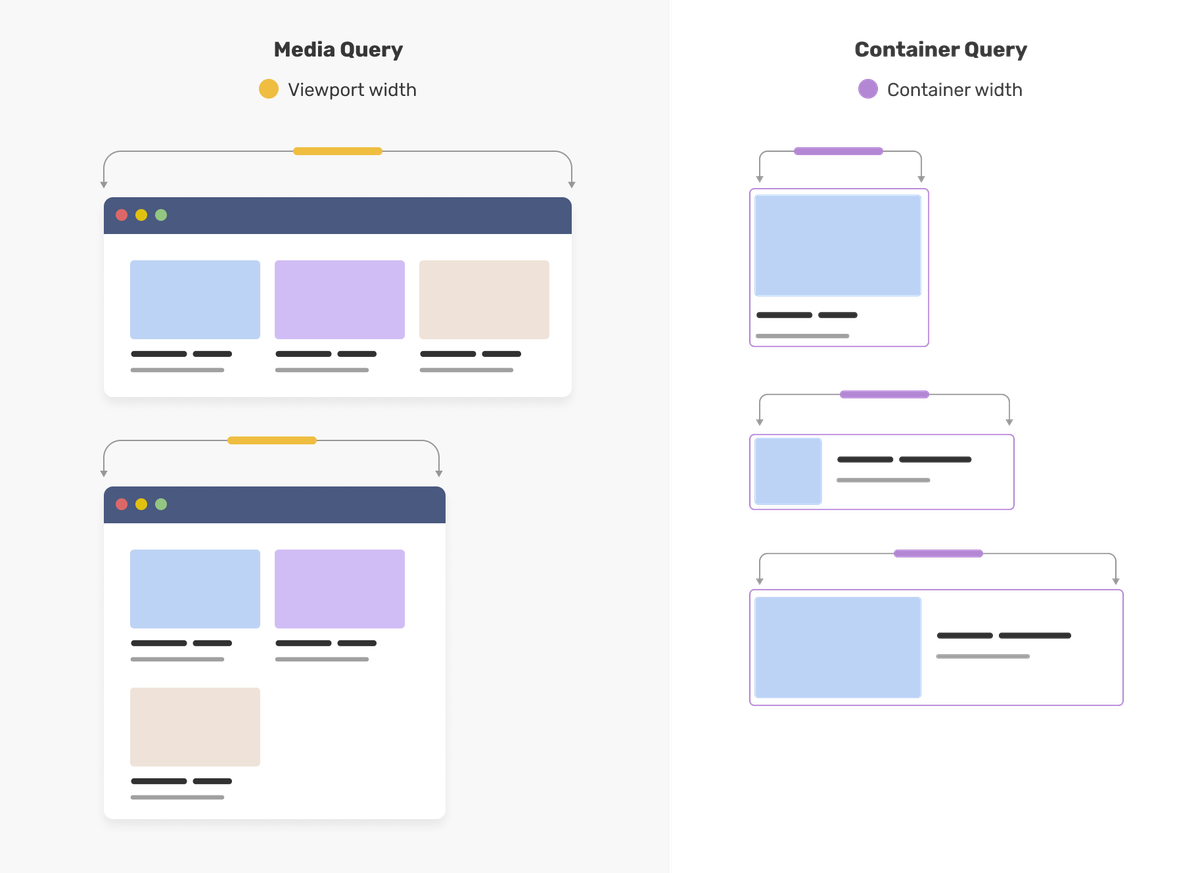 Media Query
Viewport width
Container Query
Container width